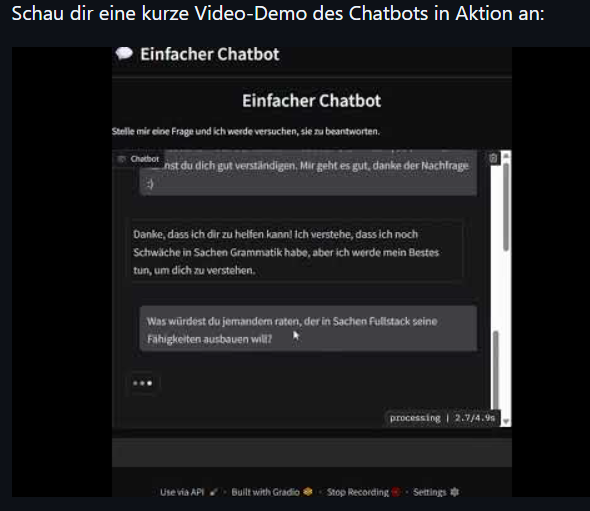 Schau dir eine kurze Video-Demo des Chatbots in Aktion an:
Einfacher Chatbot
Einfacher Chatbot
Stelle mir eine Frage und ich werde versuchen, sie zu beantworten.
Chatbot
nst du dich gut verständigen. Mir geht es gut, danke der Nachfrage
:)
Danke, dass ich dir zu helfen kann! Ich verstehe, dass ich noch
Schwäche in Sachen Grammatik habe, aber ich werde mein Bestes
tun, um dich zu verstehen.
Was würdest du jemandem raten, der in Sachen Fullstack seine
Fähigkeiten ausbauen will?
processing | 2.7/4.9s
Use via API · Built with Gradio · Stop Recording · Settings